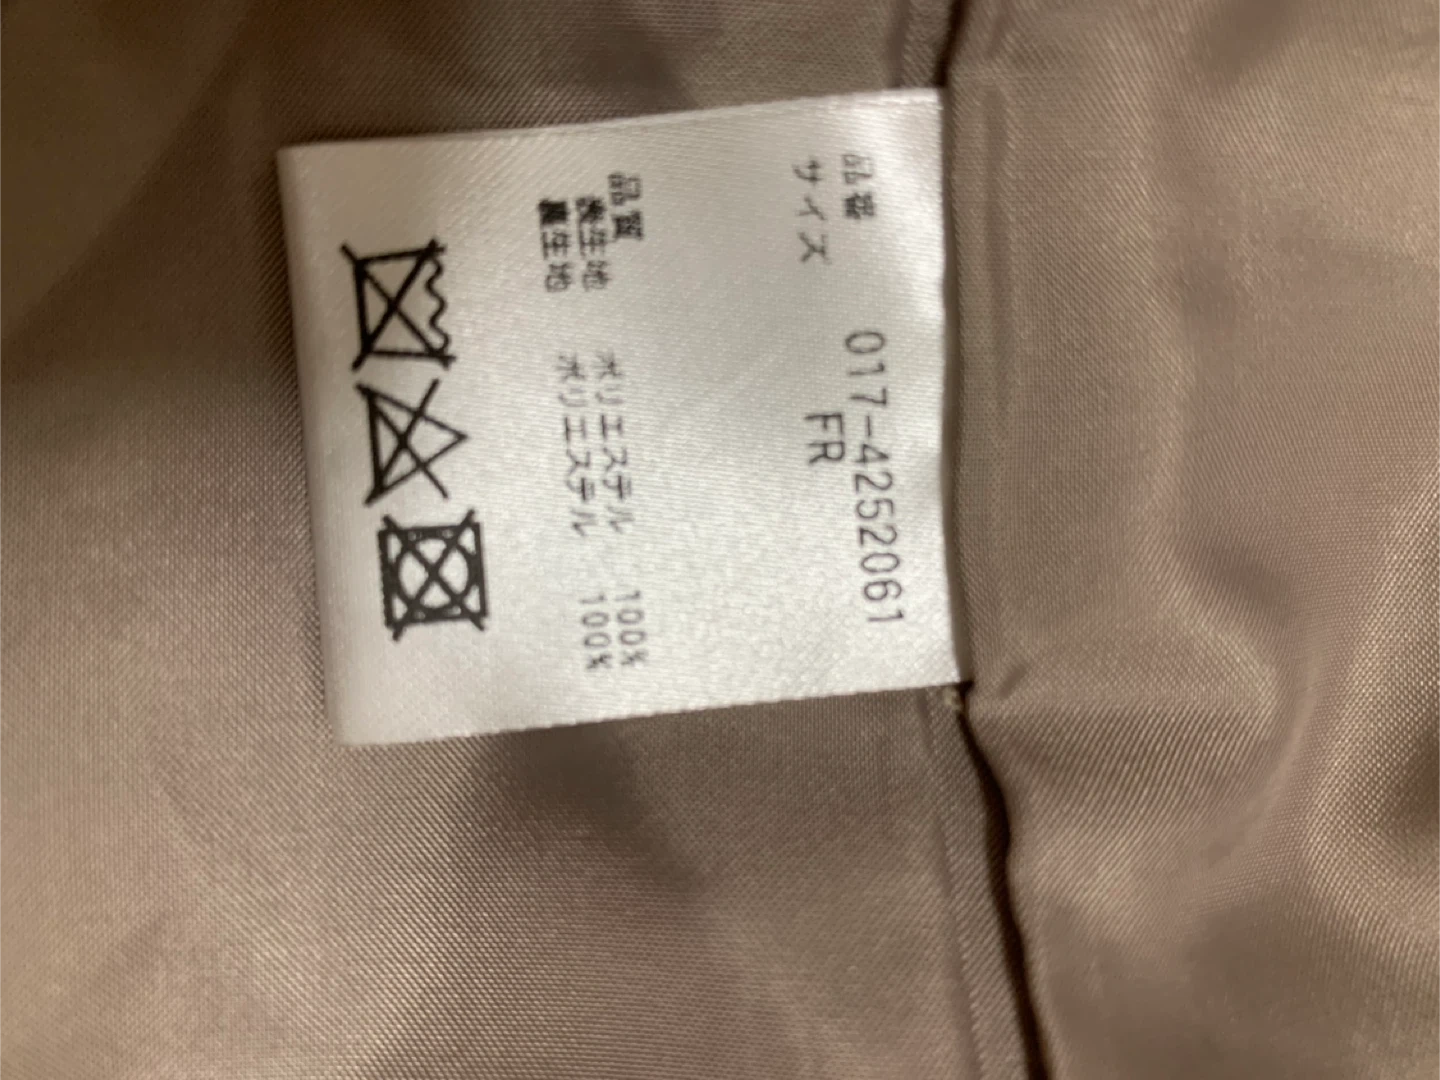 品番 017-4252061
サイズ FR
品質
表生地 ポリエステル 100%
裏生地 ポリエステル 100%